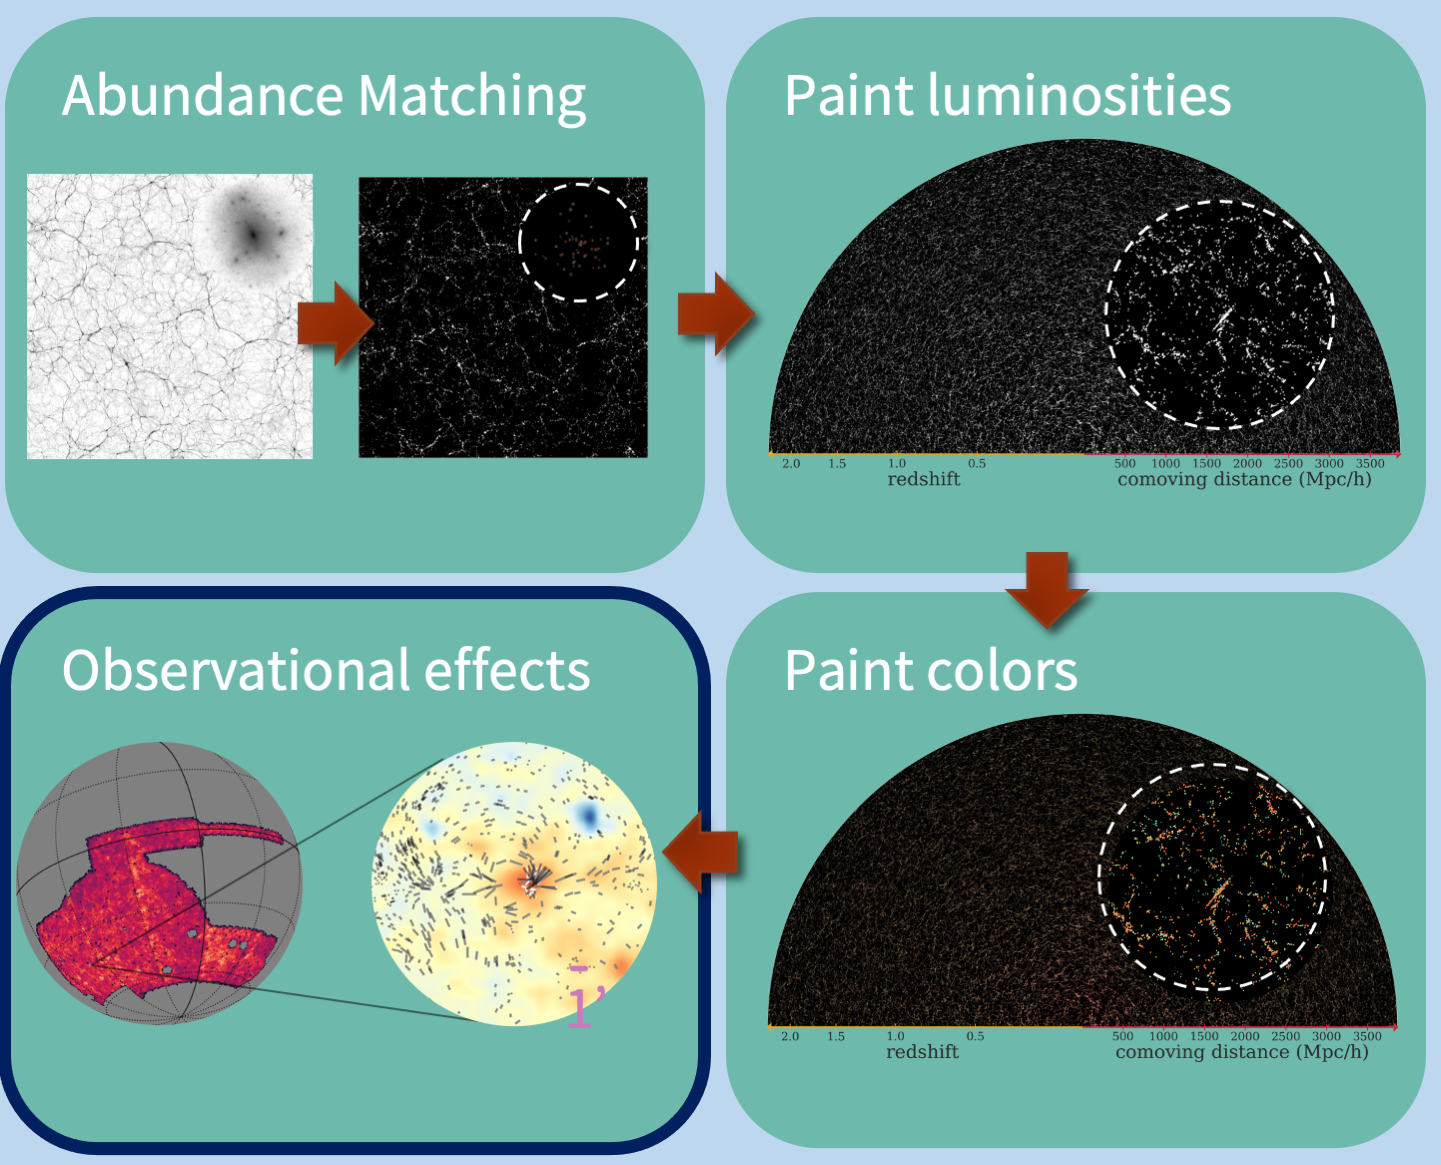 Abundance Matching
Paint luminosities
2.0 1.5 1.0 0.5 500 1000 1500 2000 2500 3000 3500
redshift comoving distance (Mpc/h)
Observational effects
1'
Paint colors
2.0 1.5 1.0 0.5 500 1000 1500 2000 2500 3000 3500
redshift comoving distance (Mpc/h)